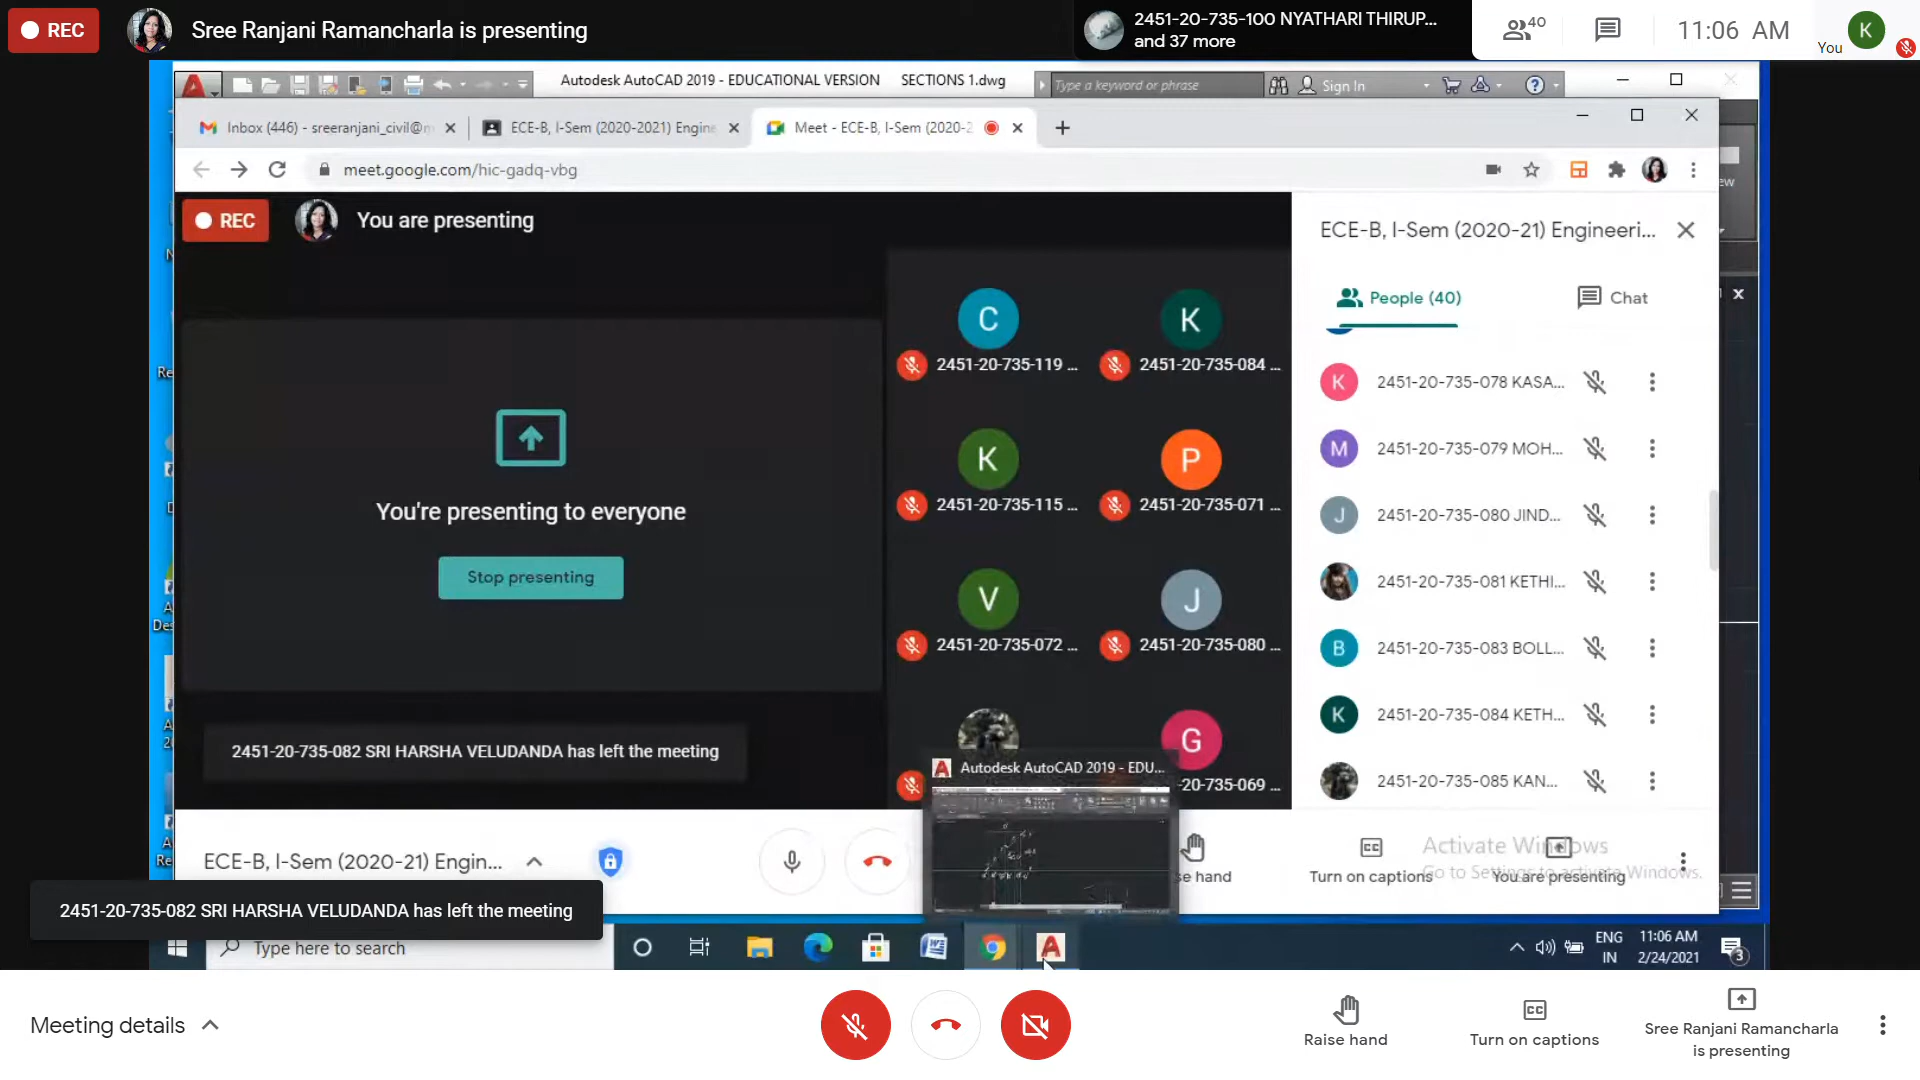 REC
Sree Ranjani Ramancharla is presenting
2451-20-735-100 NYATHARI THIRUP...
and 37 more
40
11:06 AM
You
K
Autodesk AutoCAD 2019 - EDUCATIONAL VERSION SECTIONS 1.dwg
Type a keyword or phrase
Sign In
Inbox (446) - sreeranjani_civil@
ECE-B, I-Sem (2020-2021) Engine
Meet - ECE-B, I-Sem (2020-2
meet.google.com/hic-gadq-vbg
REC
You are presenting
ECE-B, I-Sem (2020-21) Engineeri...
People (40)
Chat
C
K
2451-20-735-119 ...
2451-20-735-084 ...
K
P
2451-20-735-115 ...
2451-20-735-071 ...
V
J
2451-20-735-072 ...
2451-20-735-080 ...
G
-20-735-069 ...
K
2451-20-735-078 KASA...
M
2451-20-735-079 MOH...
J
2451-20-735-080 JIND...
2451-20-735-081 KETHI...
B
2451-20-735-083 BOLL...
K
2451-20-735-084 KETH...
2451-20-735-085 KAN...
You're presenting to everyone
Stop presenting
2451-20-735-082 SRI HARSHA VELUDANDA has left the meeting
Autodesk AutoCAD 2019 - EDU...
ECE-B, I-Sem (2020-21) Engin...
se hand
Turn on captions
You are presenting
Activate Windows
Go to Settings to activate Windows.
2451-20-735-082 SRI HARSHA VELUDANDA has left the meeting
Type here to search
ENG
IN
11:06 AM
2/24/2021
3
Meeting details
Raise hand
Turn on captions
Sree Ranjani Ramancharla
is presenting